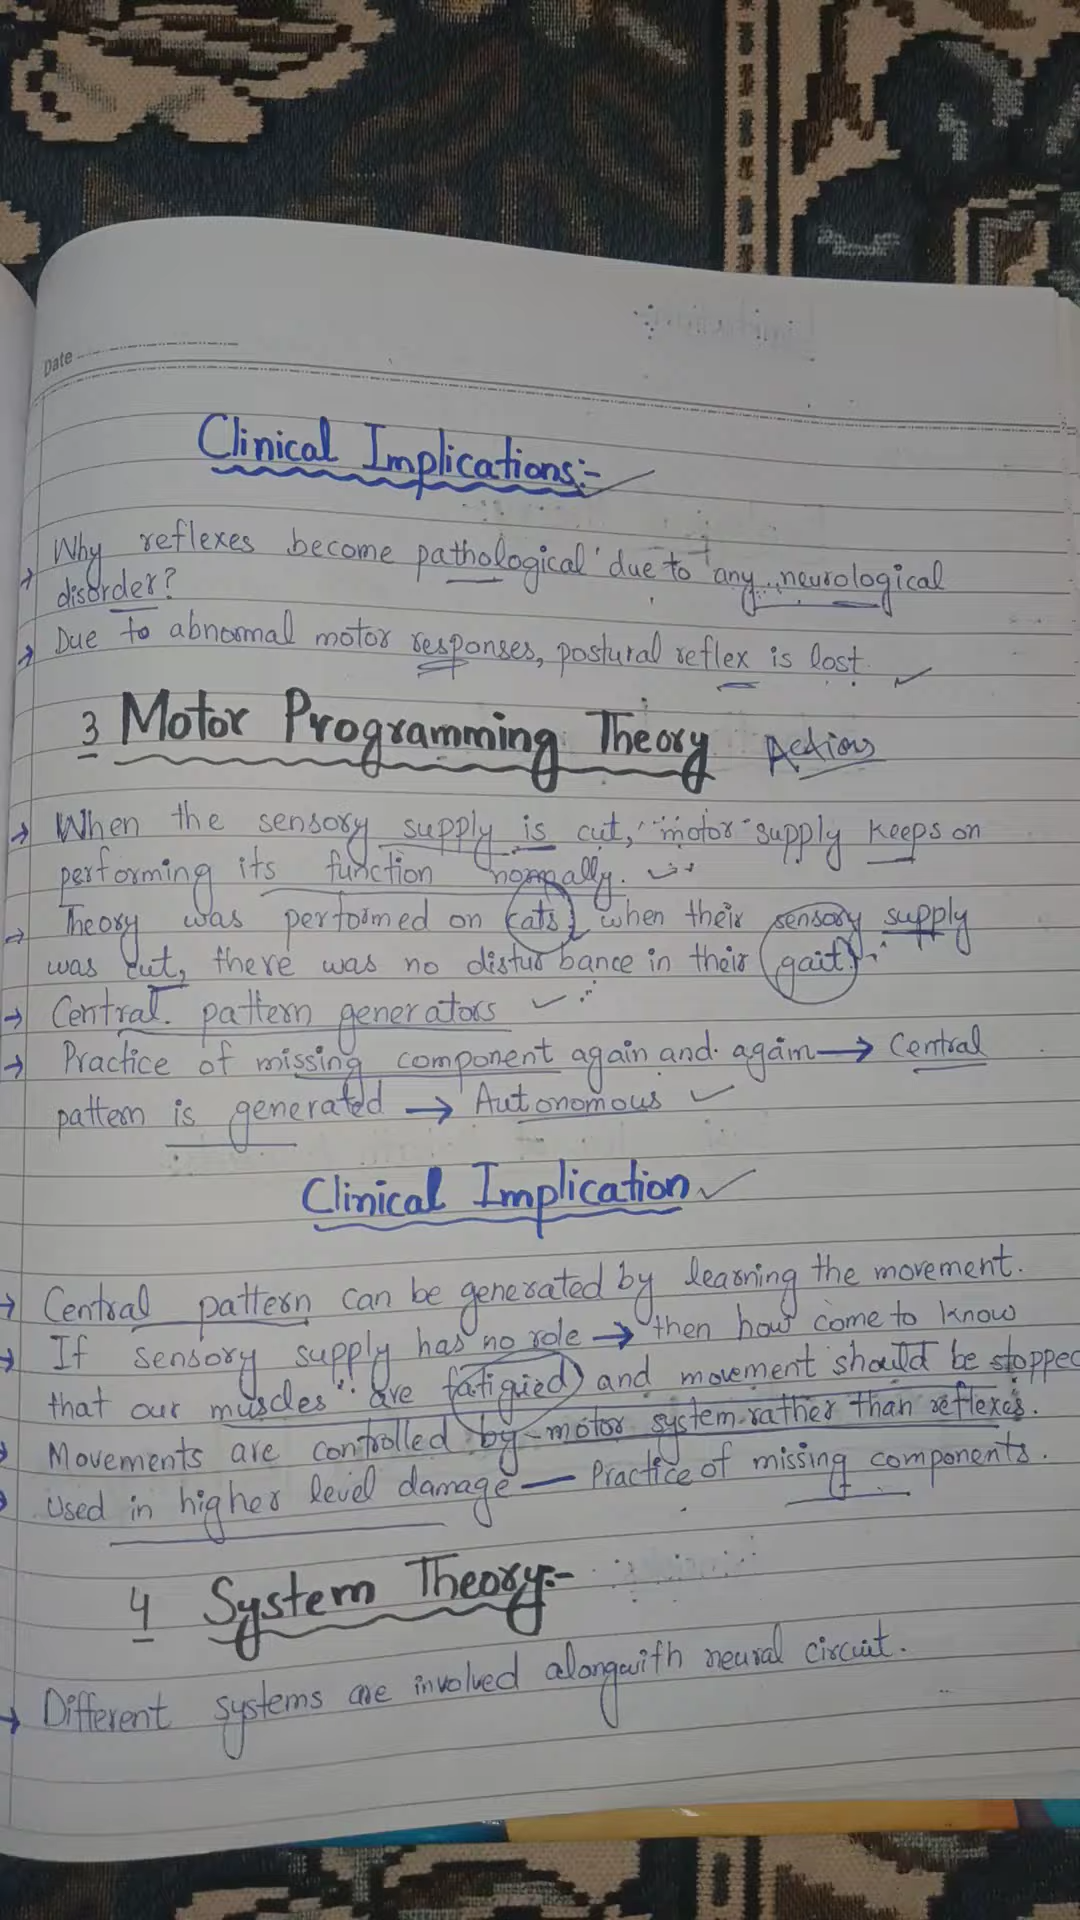 Date
Clinical Implications:-
Why reflexes become pathological due to any neurological
disorder?
Due to abnormal motor responses, postural reflex is lost.
3 Motor Programming Theory Actions
→ When the sensory supply is cut, motor supply keeps on
performing its function normally.
→ Theory was performed on cats, when their sensory supply
was cut, there was no disturbance in their gait.
→ Central pattern generators
→ Practice of missing component again and again → Central
pattern is generated → Autonomous
Clinical Implication
→ Central pattern can be generated by learning the movement.
→ If sensory supply has no role → then how come to know
that our muscles are fatigued and movement should be stopped
Movements are controlled by motor system rather than reflexes.
Used in higher level damage — Practice of missing components.
4 System Theory:-
→ Different systems are involved alongwith neural circuit.